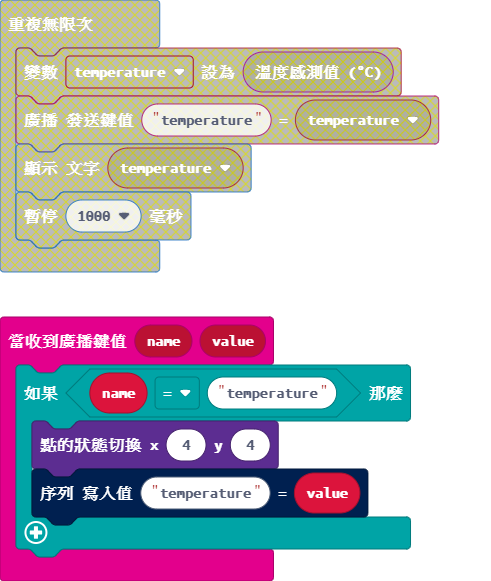 重複無限次
變數 temperature 設為 溫度感測值 (°C)
廣播 發送鍵值 "temperature" = temperature
顯示 文字 temperature
暫停 1000 毫秒
當收到廣播鍵值 name value
如果 name = "temperature" 那麼
點的狀態切換 x 4 y 4
序列 寫入值 "temperature" = value